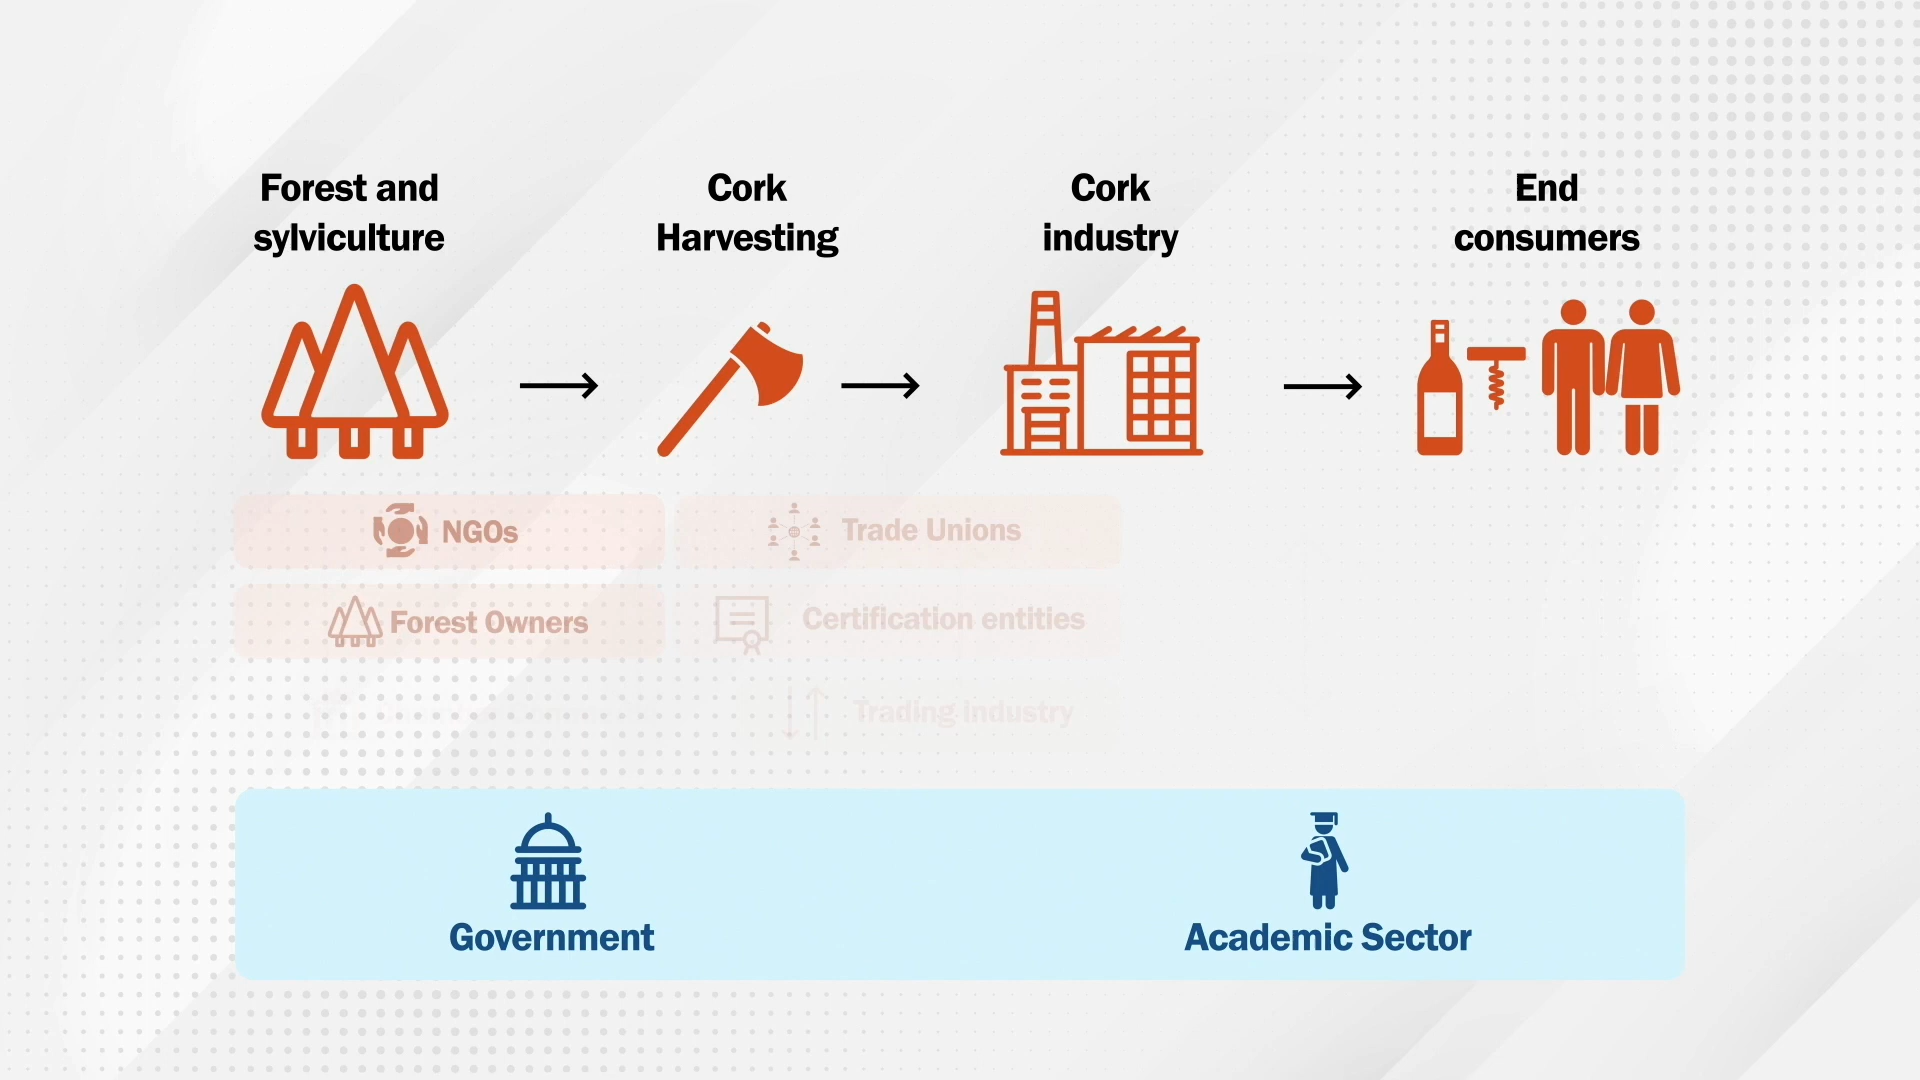 Forest and
sylviculture
Cork
Harvesting
Cork
industry
End
consumers
NGOs
Trade Unions
Forest Owners
Certification entities
Trading industry
Government
Academic Sector